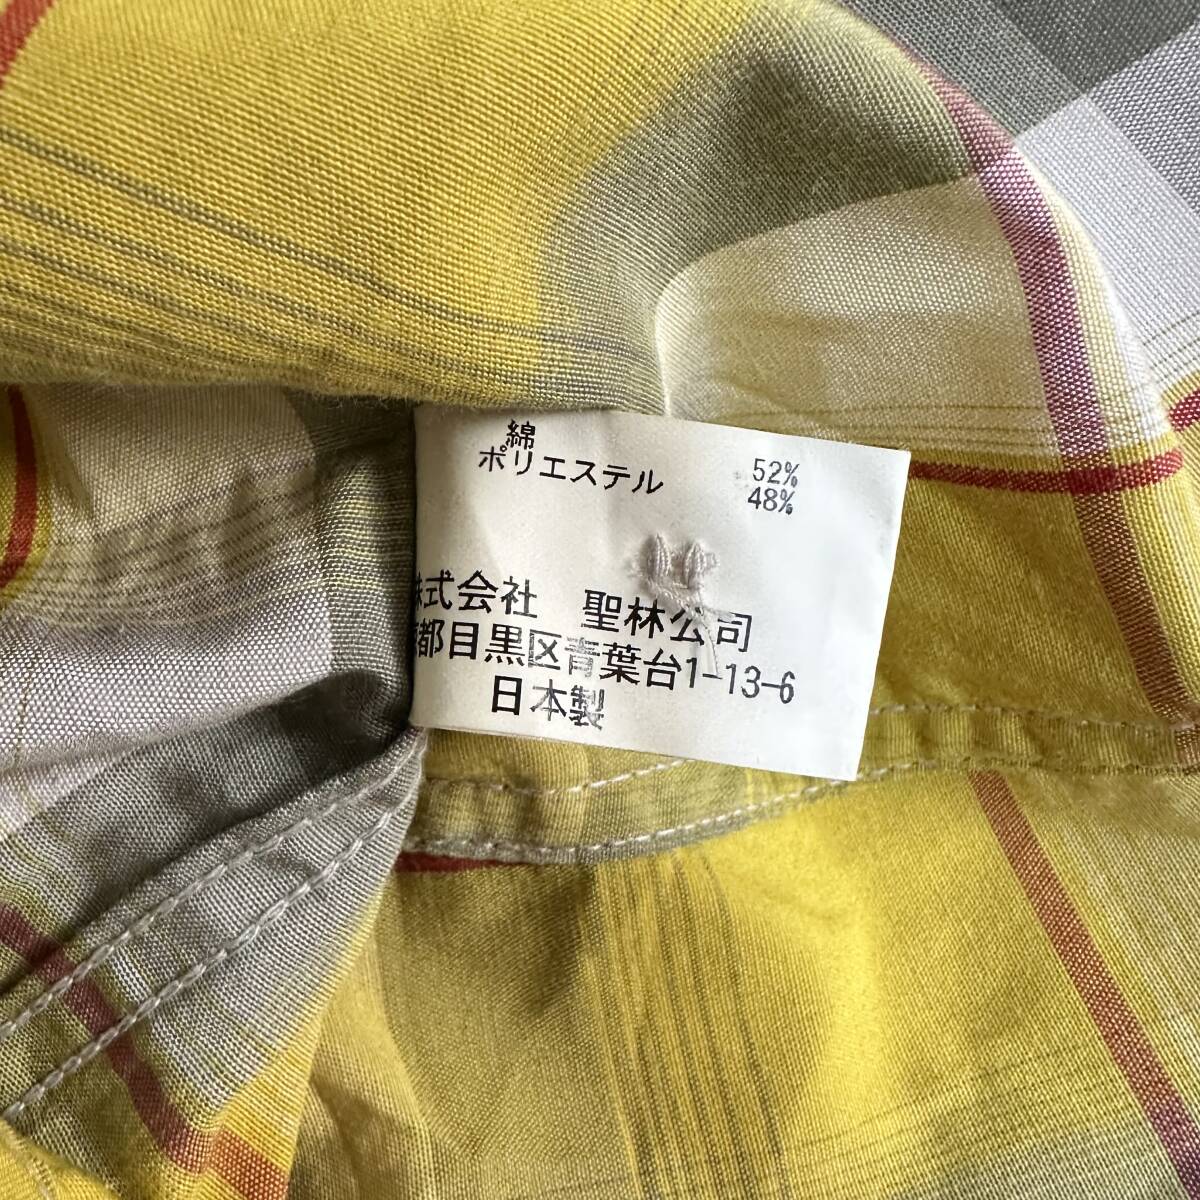 綿 52%
ポリエステル 48%
株式会社 聖林公司
京都目黒区青葉台1-13-6
日本製